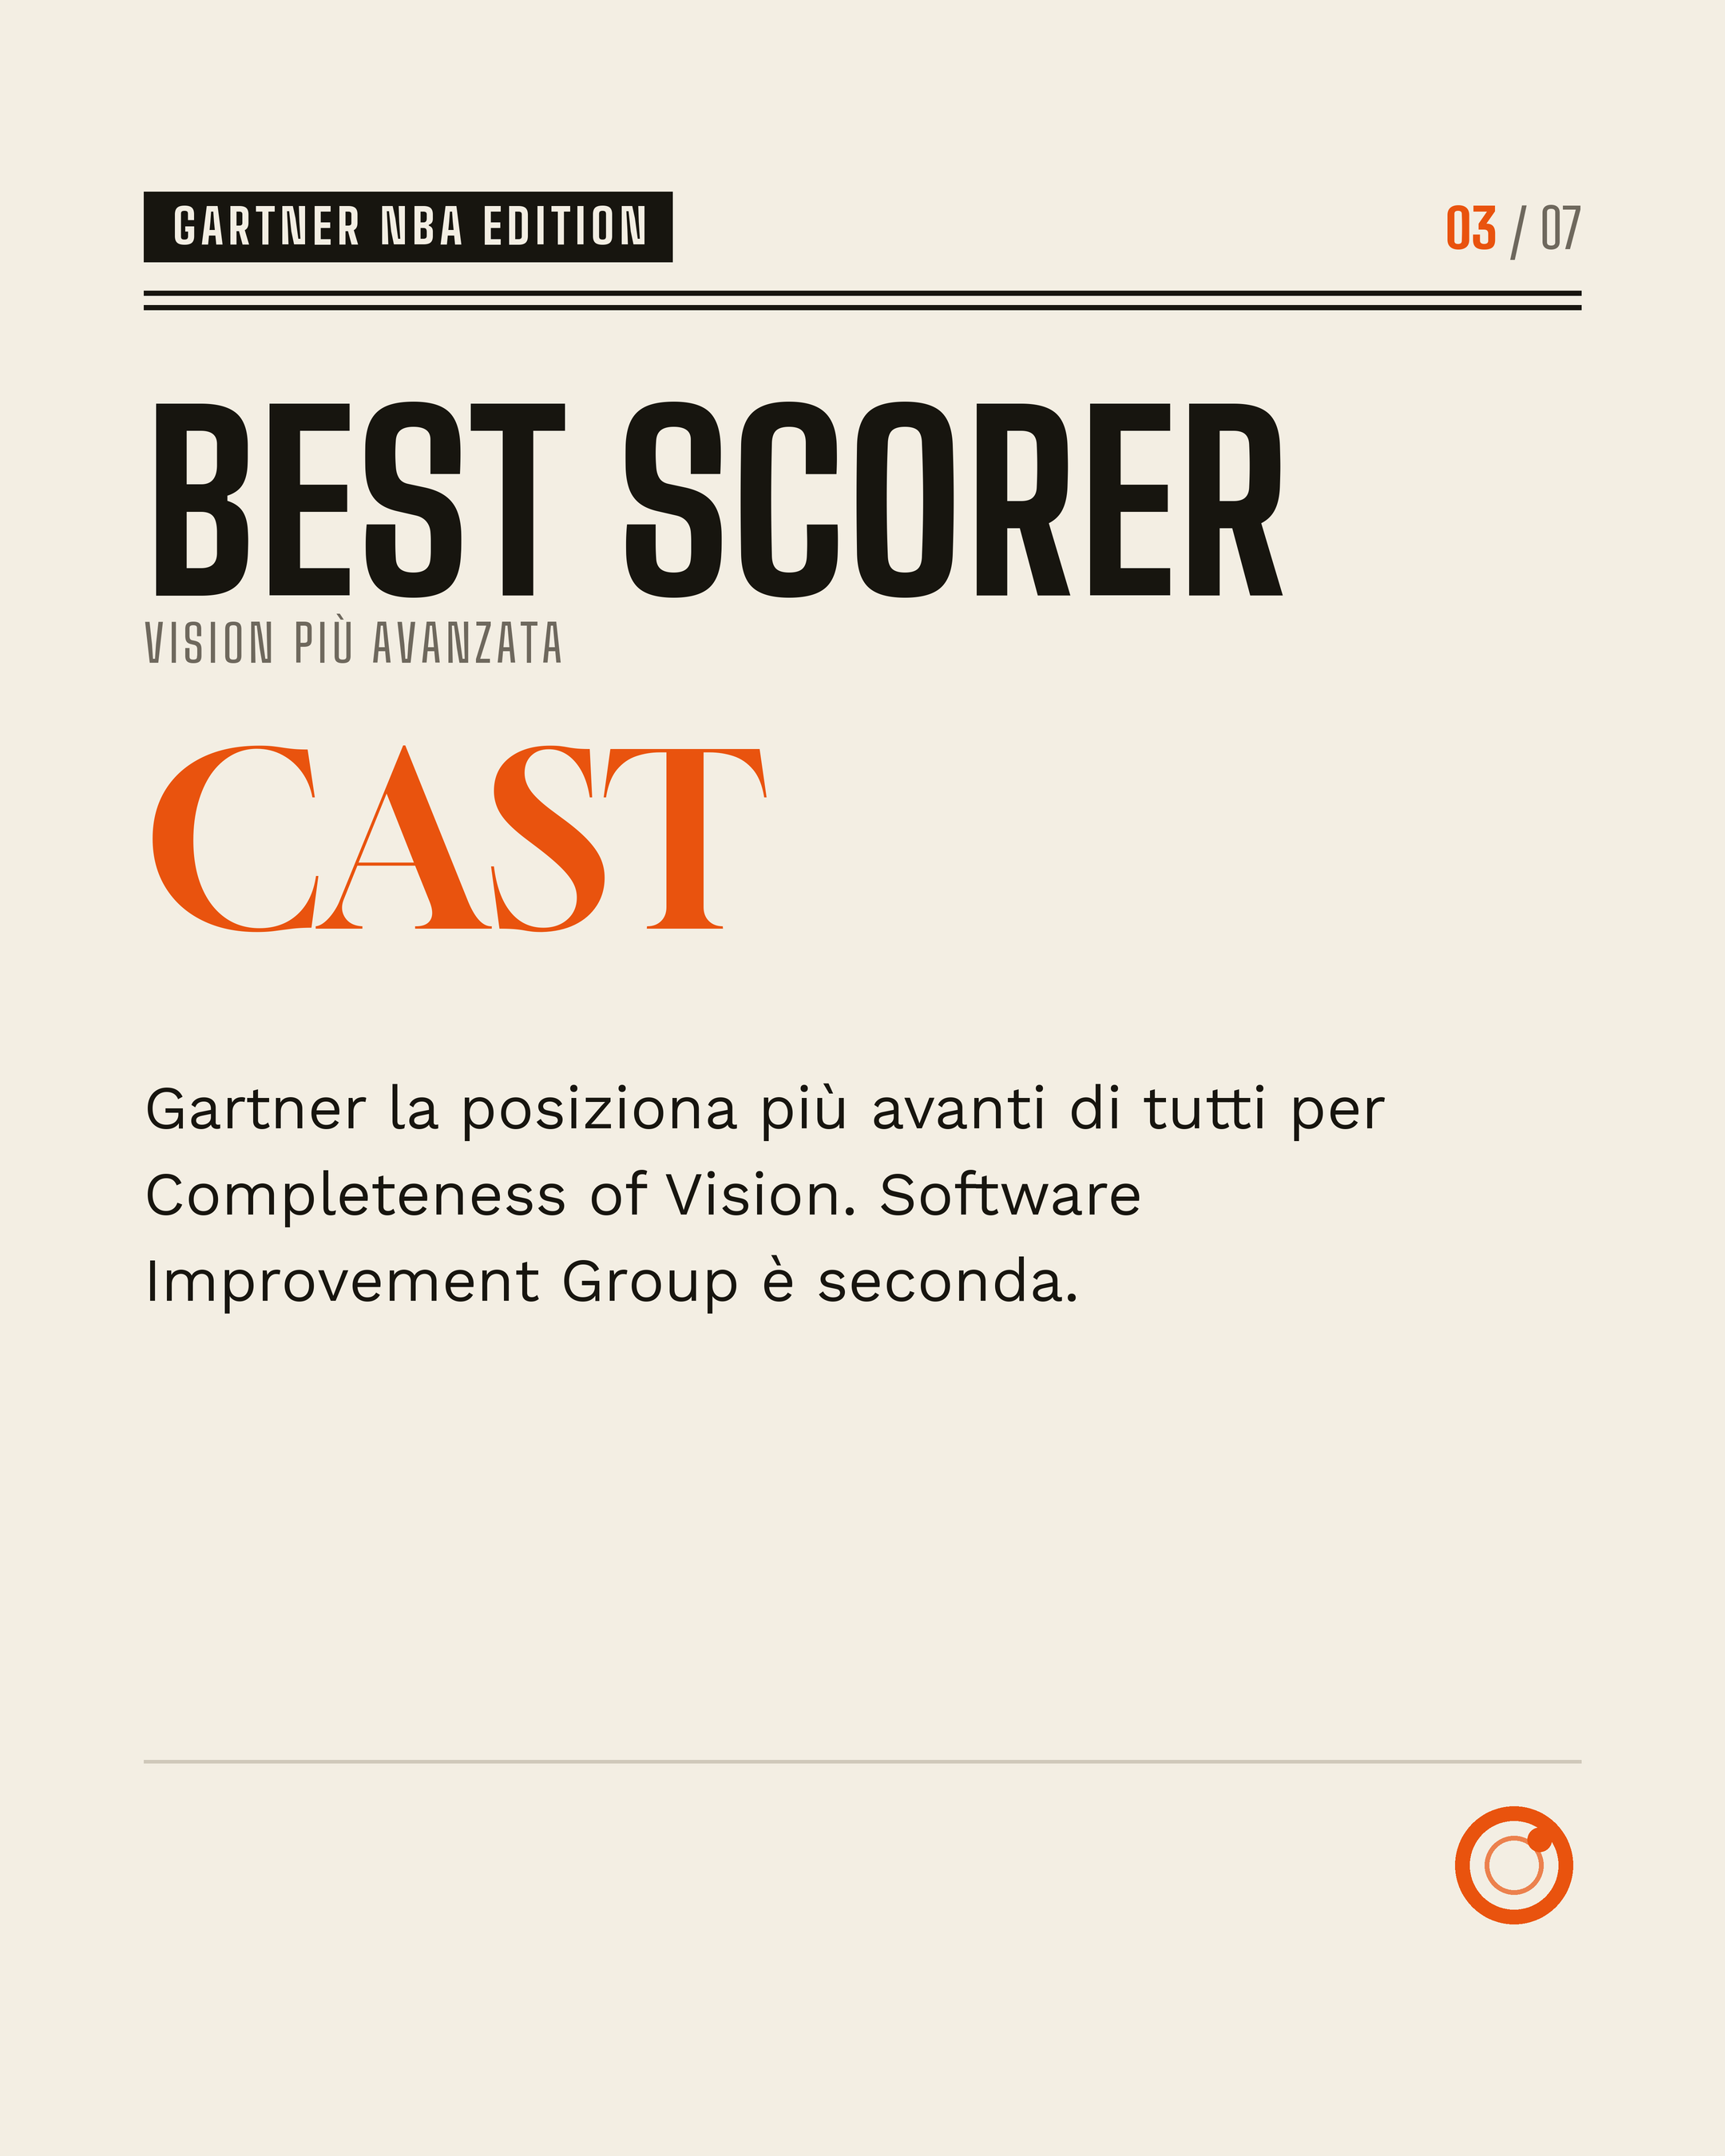 GARTNER NBA EDITION
03 / 07
BEST SCORER
VISION PIÙ AVANZATA
CAST
Gartner la posiziona più avanti di tutti per
Completeness of Vision. Software
Improvement Group è seconda.